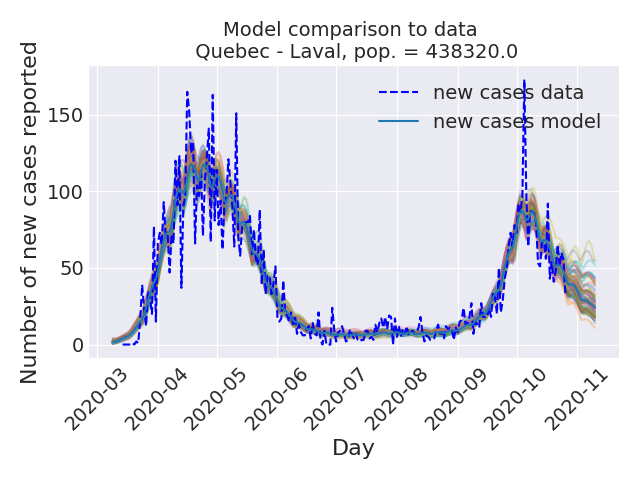 Model comparison to data
Quebec - Laval, pop. = 438320.0
new cases data
new cases model
Number of new cases reported
150
100
50
0
2020-03
2020-04
2020-05
2020-06
2020-07
2020-08
2020-09
2020-10
2020-11
Day